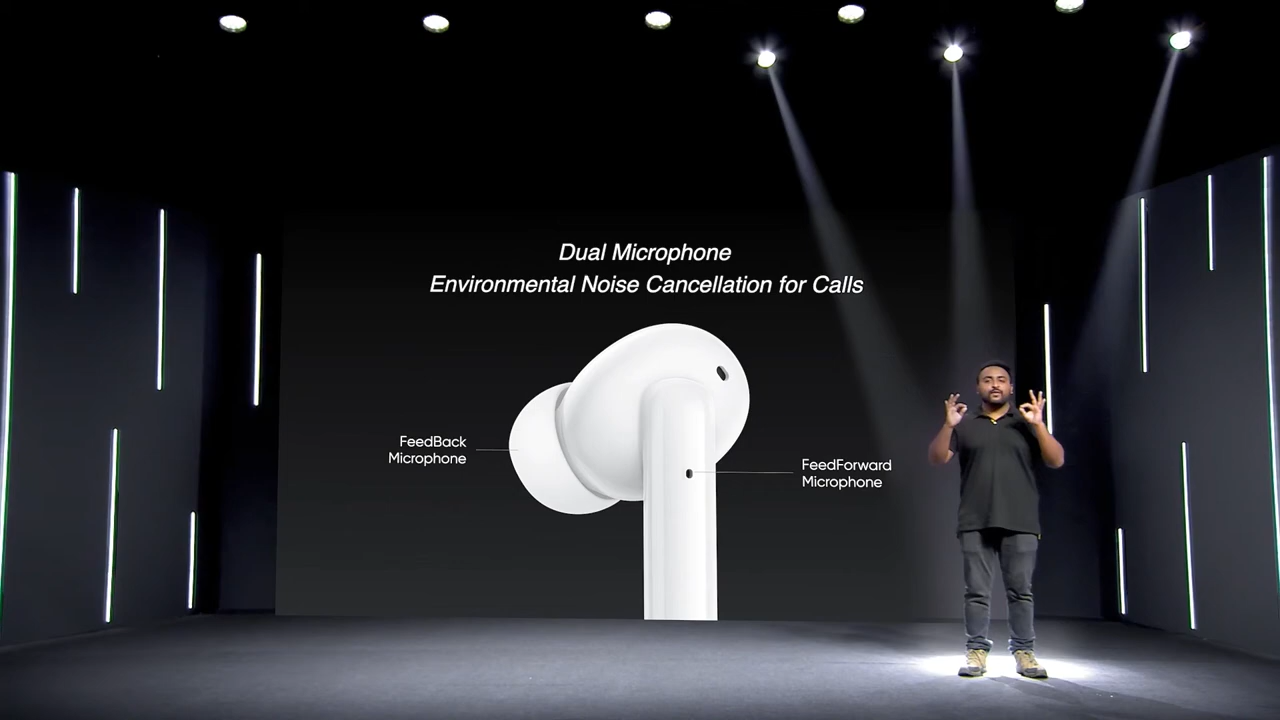 Dual Microphone
Environmental Noise Cancellation for Calls
FeedBack
Microphone
FeedForward
Microphone